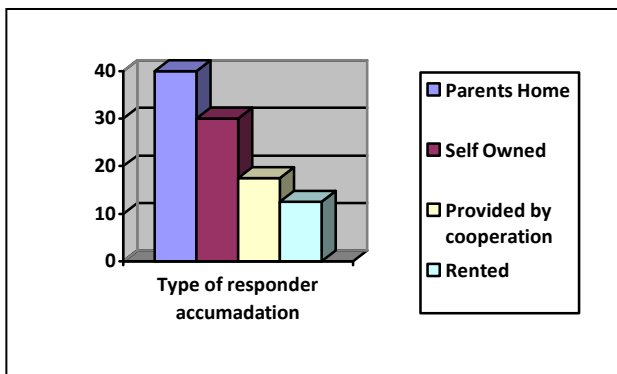 40
30
20
10
0
Type of responder
accumadation
Parents Home
Self Owned
Provided by
cooperation
Rented